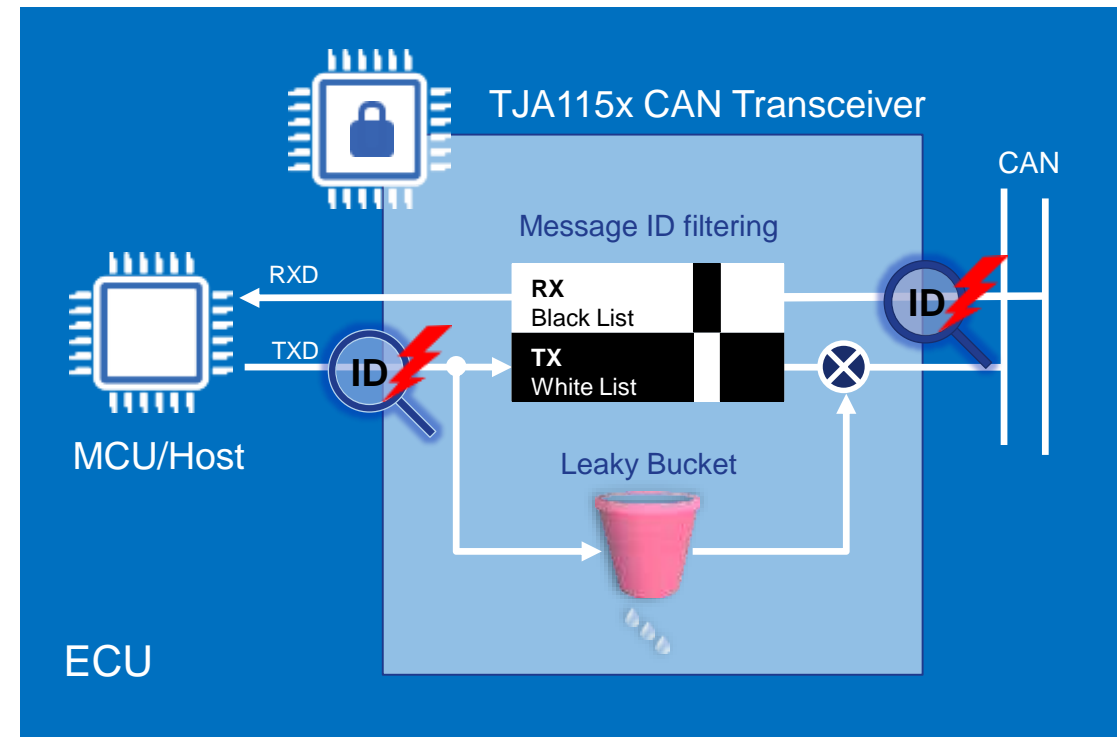 TJA115x CAN Transceiver
CAN
Message ID filtering
RXD
RX
Black List
ID
TXD
ID
TX
White List
MCU/Host
Leaky Bucket
ECU